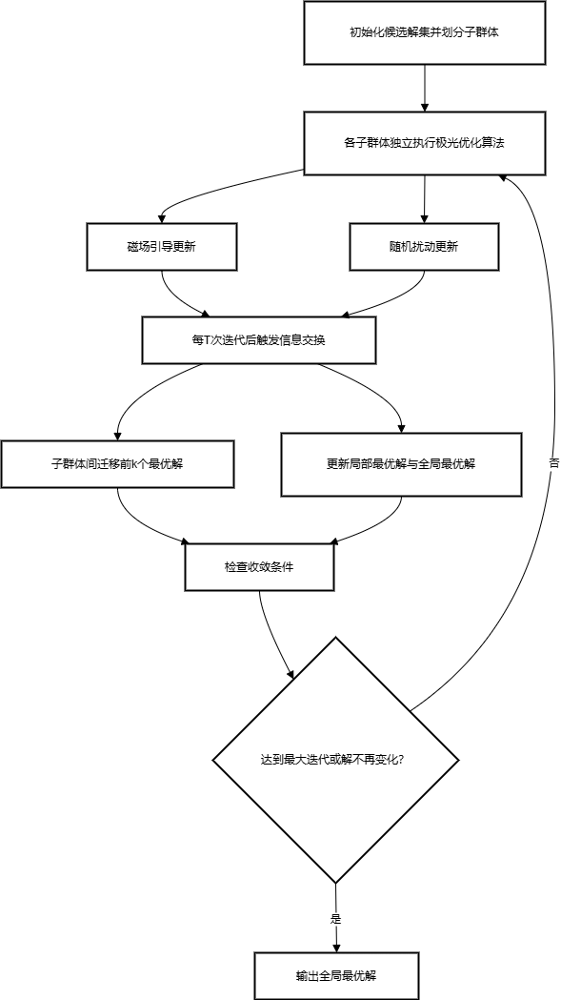 初始化候选解集并划分子群体
各子群体独立执行极光优化算法
磁场引导更新
随机扰动更新
每T次迭代后触发信息交换
子群体间迁移前k个最优解
更新局部最优解与全局最优解
否
检查收敛条件
达到最大迭代或解不再变化?
是
输出全局最优解